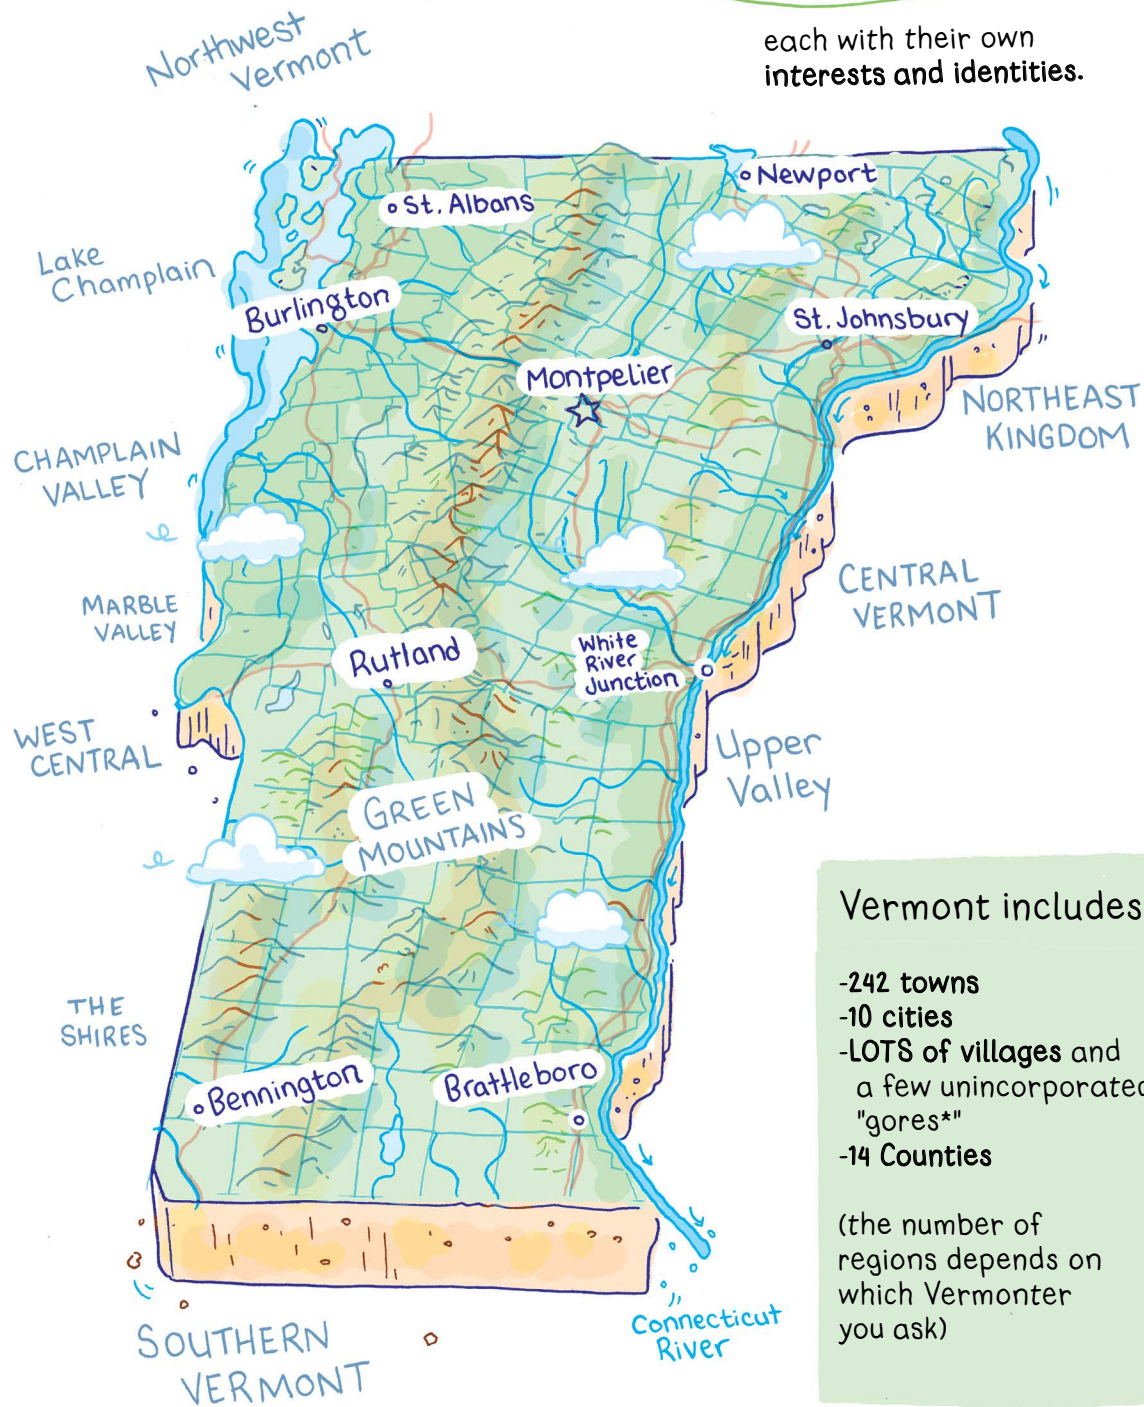 each with their own
interests and identities.
Northwest
Vermont
Newport
St. Albans
Lake
Champlain
Burlington
St. Johnsbury
Montpelier
NORTHEAST
KINGDOM
CHAMPLAIN
VALLEY
CENTRAL
VERMONT
MARBLE
VALLEY
White
River
Junction
Rutland
WEST
CENTRAL
Upper
Valley
GREEN
MOUNTAINS
THE
SHIRES
Bennington
Brattleboro
Connecticut
River
SOUTHERN
VERMONT
Vermont includes
-242 towns
-10 cities
-LOTS of villages and
a few unincorporated
"gores*"
-14 Counties
(the number of
regions depends on
which Vermonter
you ask)